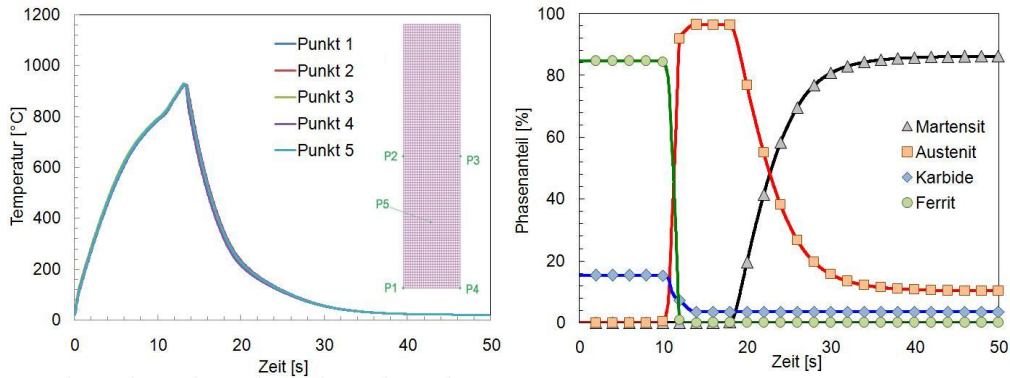 1200
1000
800
600
400
200
0
Temperatur [°C]
0 10 20 30 40 50
Zeit [s]
Punkt 1
Punkt 2
Punkt 3
Punkt 4
Punkt 5
P2
P3
P5
P1
P4
100
80
60
40
20
0
Phasenanteil [%]
0 10 20 30 40 50
Zeit [s]
Martensit
Austenit
Karbide
Ferrit